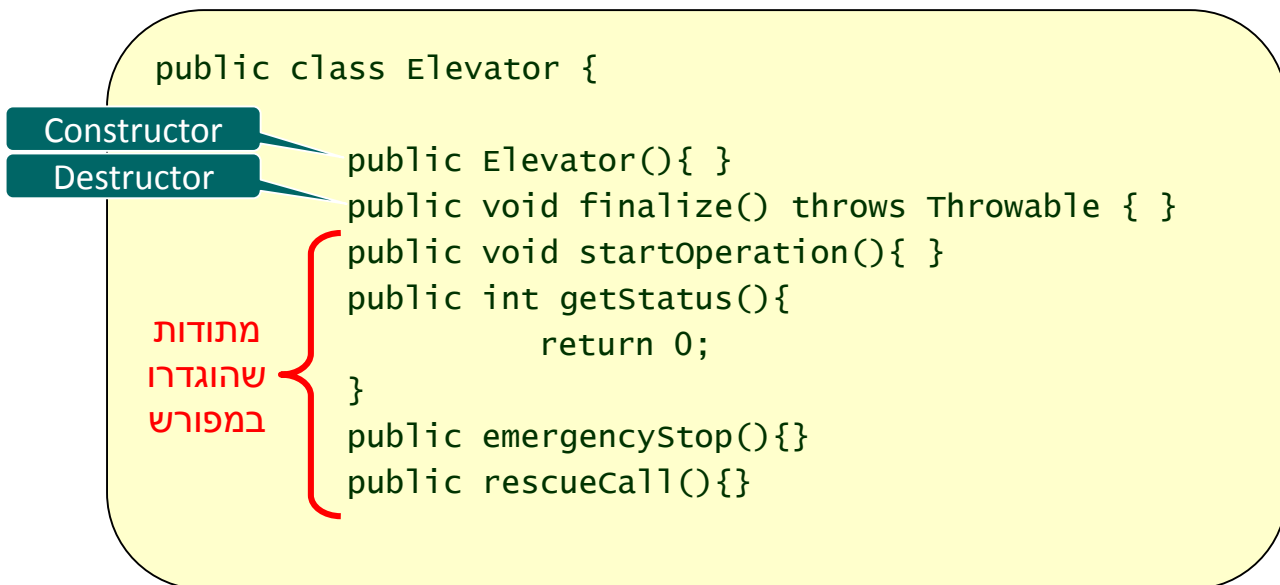 public class Elevator {
Constructor
public Elevator(){ }
Destructor
public void finalize() throws Throwable { }
public void startOperation(){ }
public int getStatus(){
return 0;
}
public emergencyStop(){}
public rescueCall(){}
מתודות
שהוגדרו
במפורש